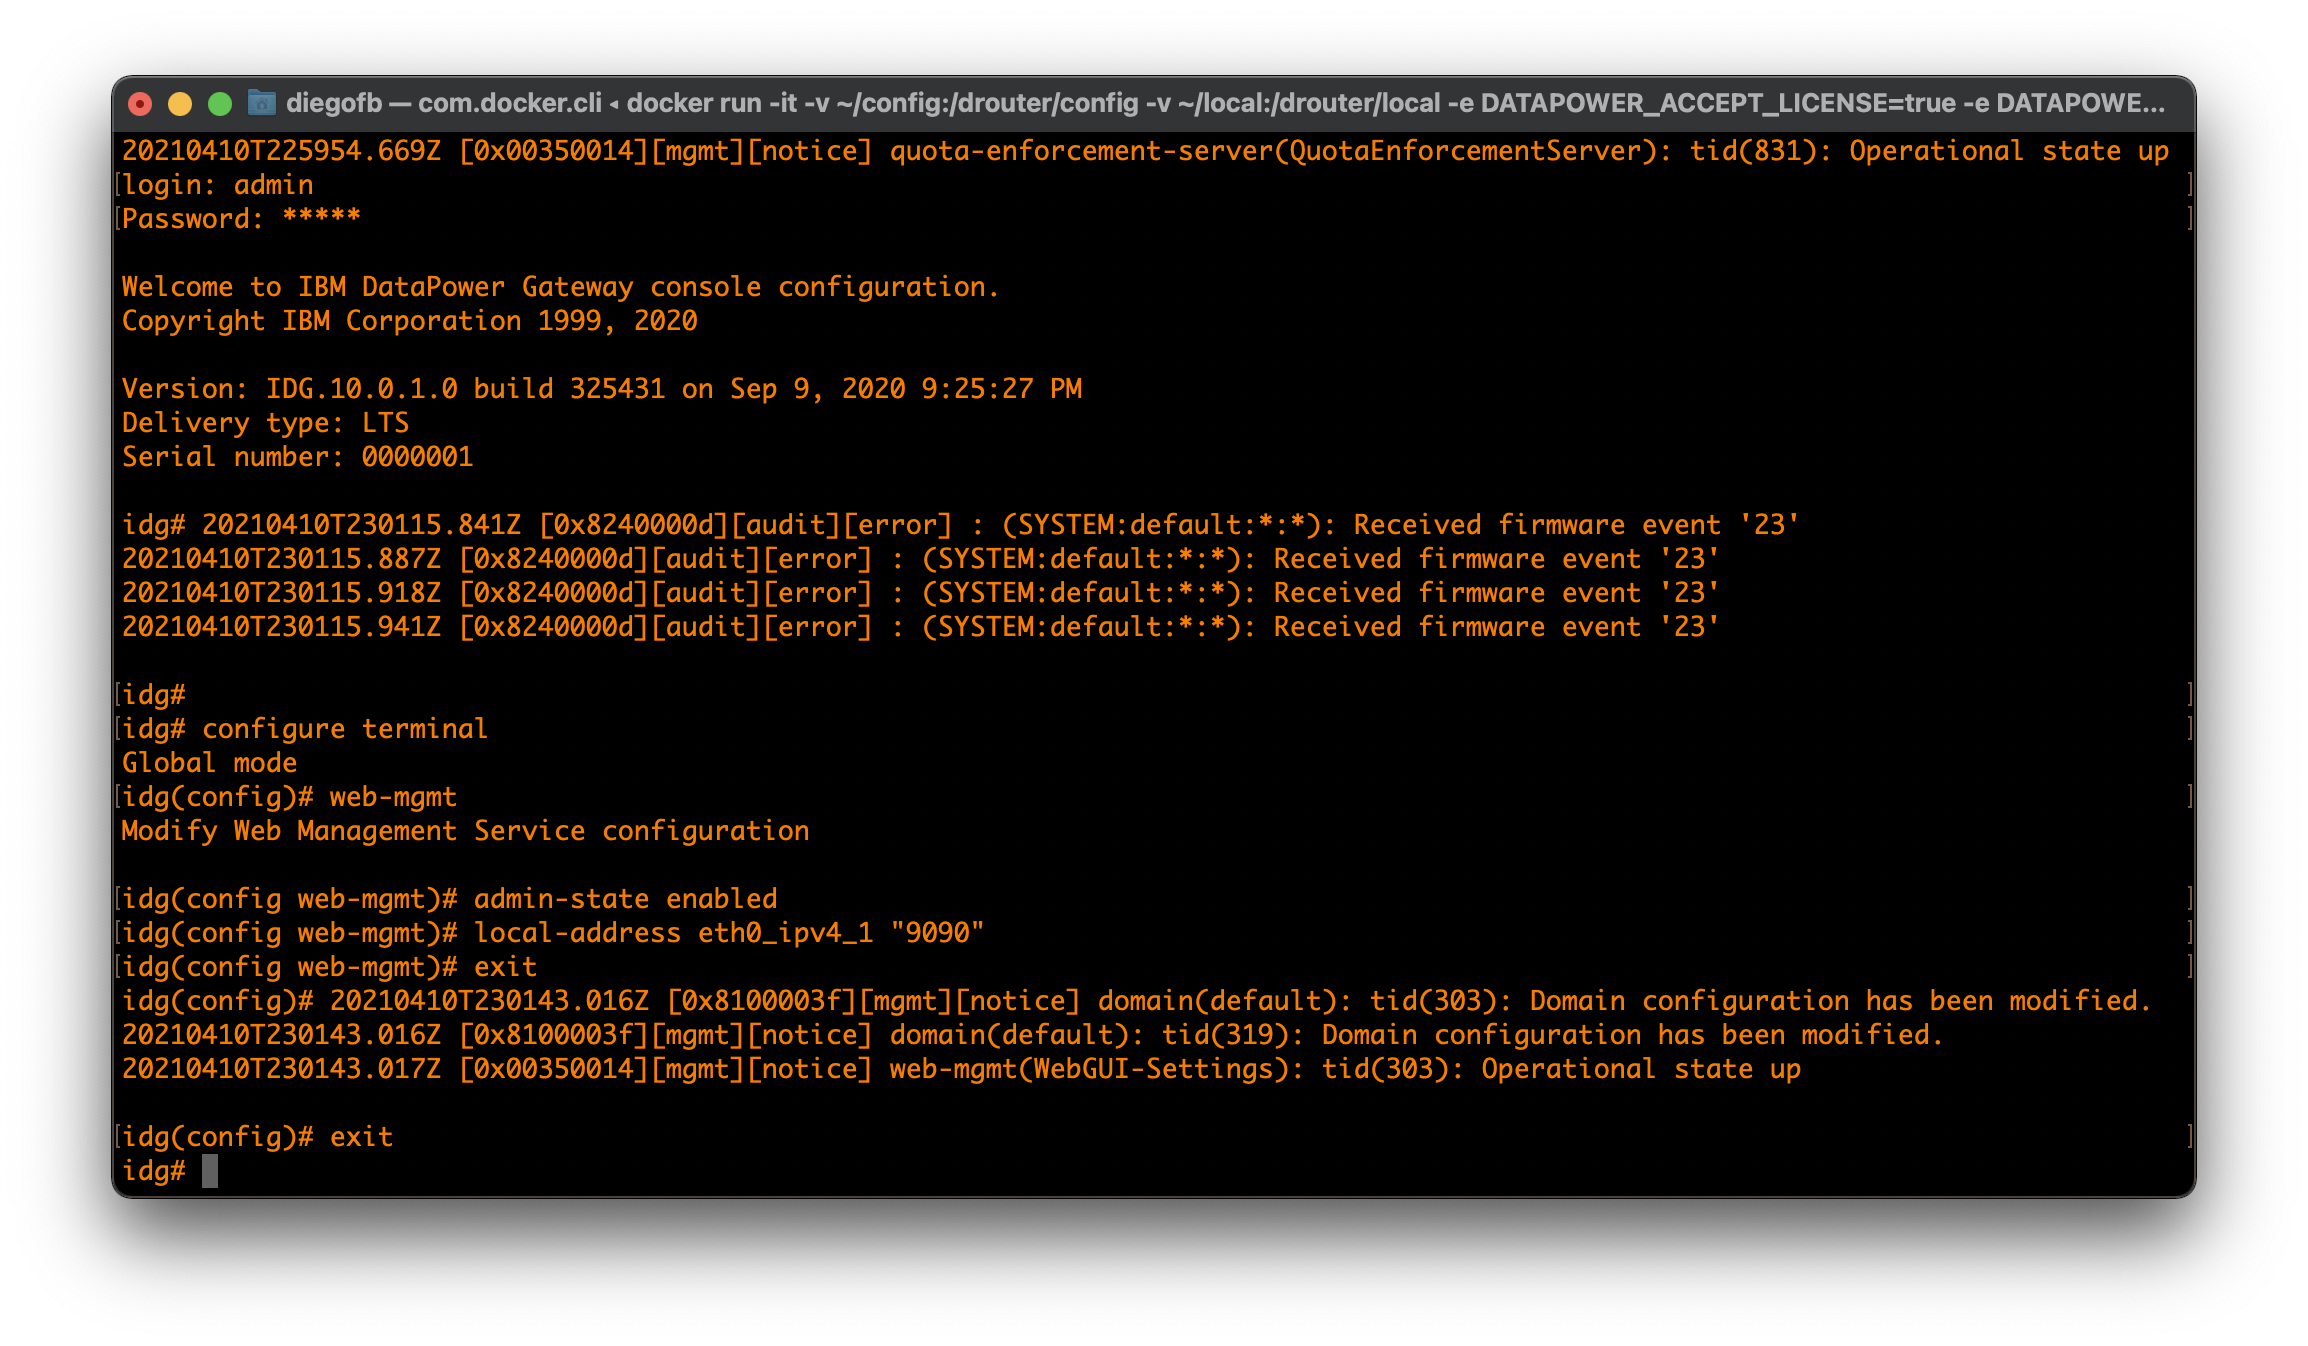 diegofb — com.docker.cli ◂ docker run -it -v ~/config:/drouter/config -v ~/local:/drouter/local -e DATAPOWER_ACCEPT_LICENSE=true -e DATAPOWE...
20210410T225954.669Z [0x00350014][mgmt][notice] quota-enforcement-server(QuotaEnforcementServer): tid(831): Operational state up
[login: admin]
[Password: *****]
Welcome to IBM DataPower Gateway console configuration.
Copyright IBM Corporation 1999, 2020
Version: IDG.10.0.1.0 build 325431 on Sep 9, 2020 9:25:27 PM
Delivery type: LTS
Serial number: 0000001
idg# 20210410T230115.841Z [0x8240000d][audit][error] : (SYSTEM:default:*:*): Received firmware event '23'
20210410T230115.887Z [0x8240000d][audit][error] : (SYSTEM:default:*:*): Received firmware event '23'
20210410T230115.918Z [0x8240000d][audit][error] : (SYSTEM:default:*:*): Received firmware event '23'
20210410T230115.941Z [0x8240000d][audit][error] : (SYSTEM:default:*:*): Received firmware event '23'
[idg#]
[idg# configure terminal]
Global mode
[idg(config)# web-mgmt]
Modify Web Management Service configuration
[idg(config web-mgmt)# admin-state enabled]
[idg(config web-mgmt)# local-address eth0_ipv4_1 "9090"]
[idg(config web-mgmt)# exit]
idg(config)# 20210410T230143.016Z [0x8100003f][mgmt][notice] domain(default): tid(303): Domain configuration has been modified.
20210410T230143.016Z [0x8100003f][mgmt][notice] domain(default): tid(319): Domain configuration has been modified.
20210410T230143.017Z [0x00350014][mgmt][notice] web-mgmt(WebGUI-Settings): tid(303): Operational state up
[idg(config)# exit]
idg#